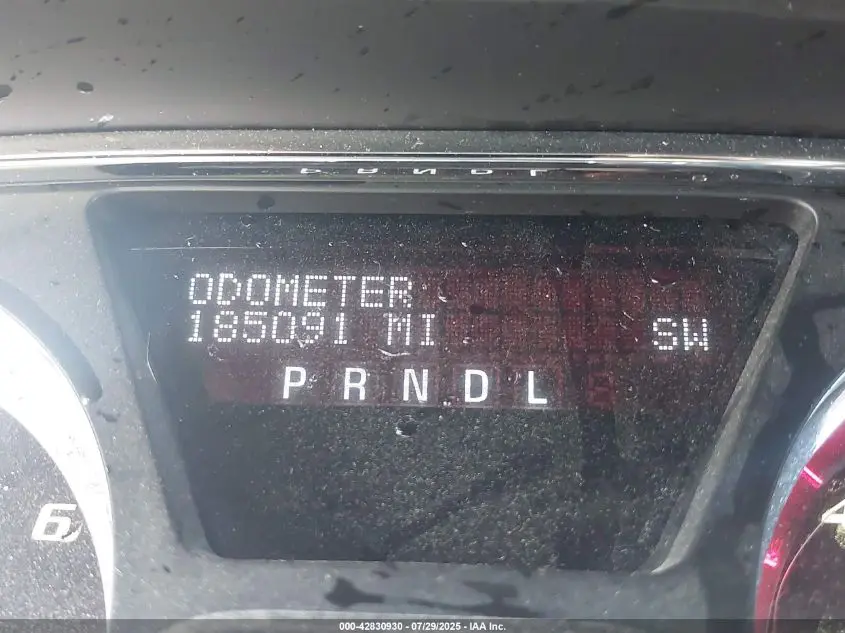 ODOMETER
185091 MI SW
P R N D L
6
4
000-42830930 - 07/29/2025 - IAA Inc.